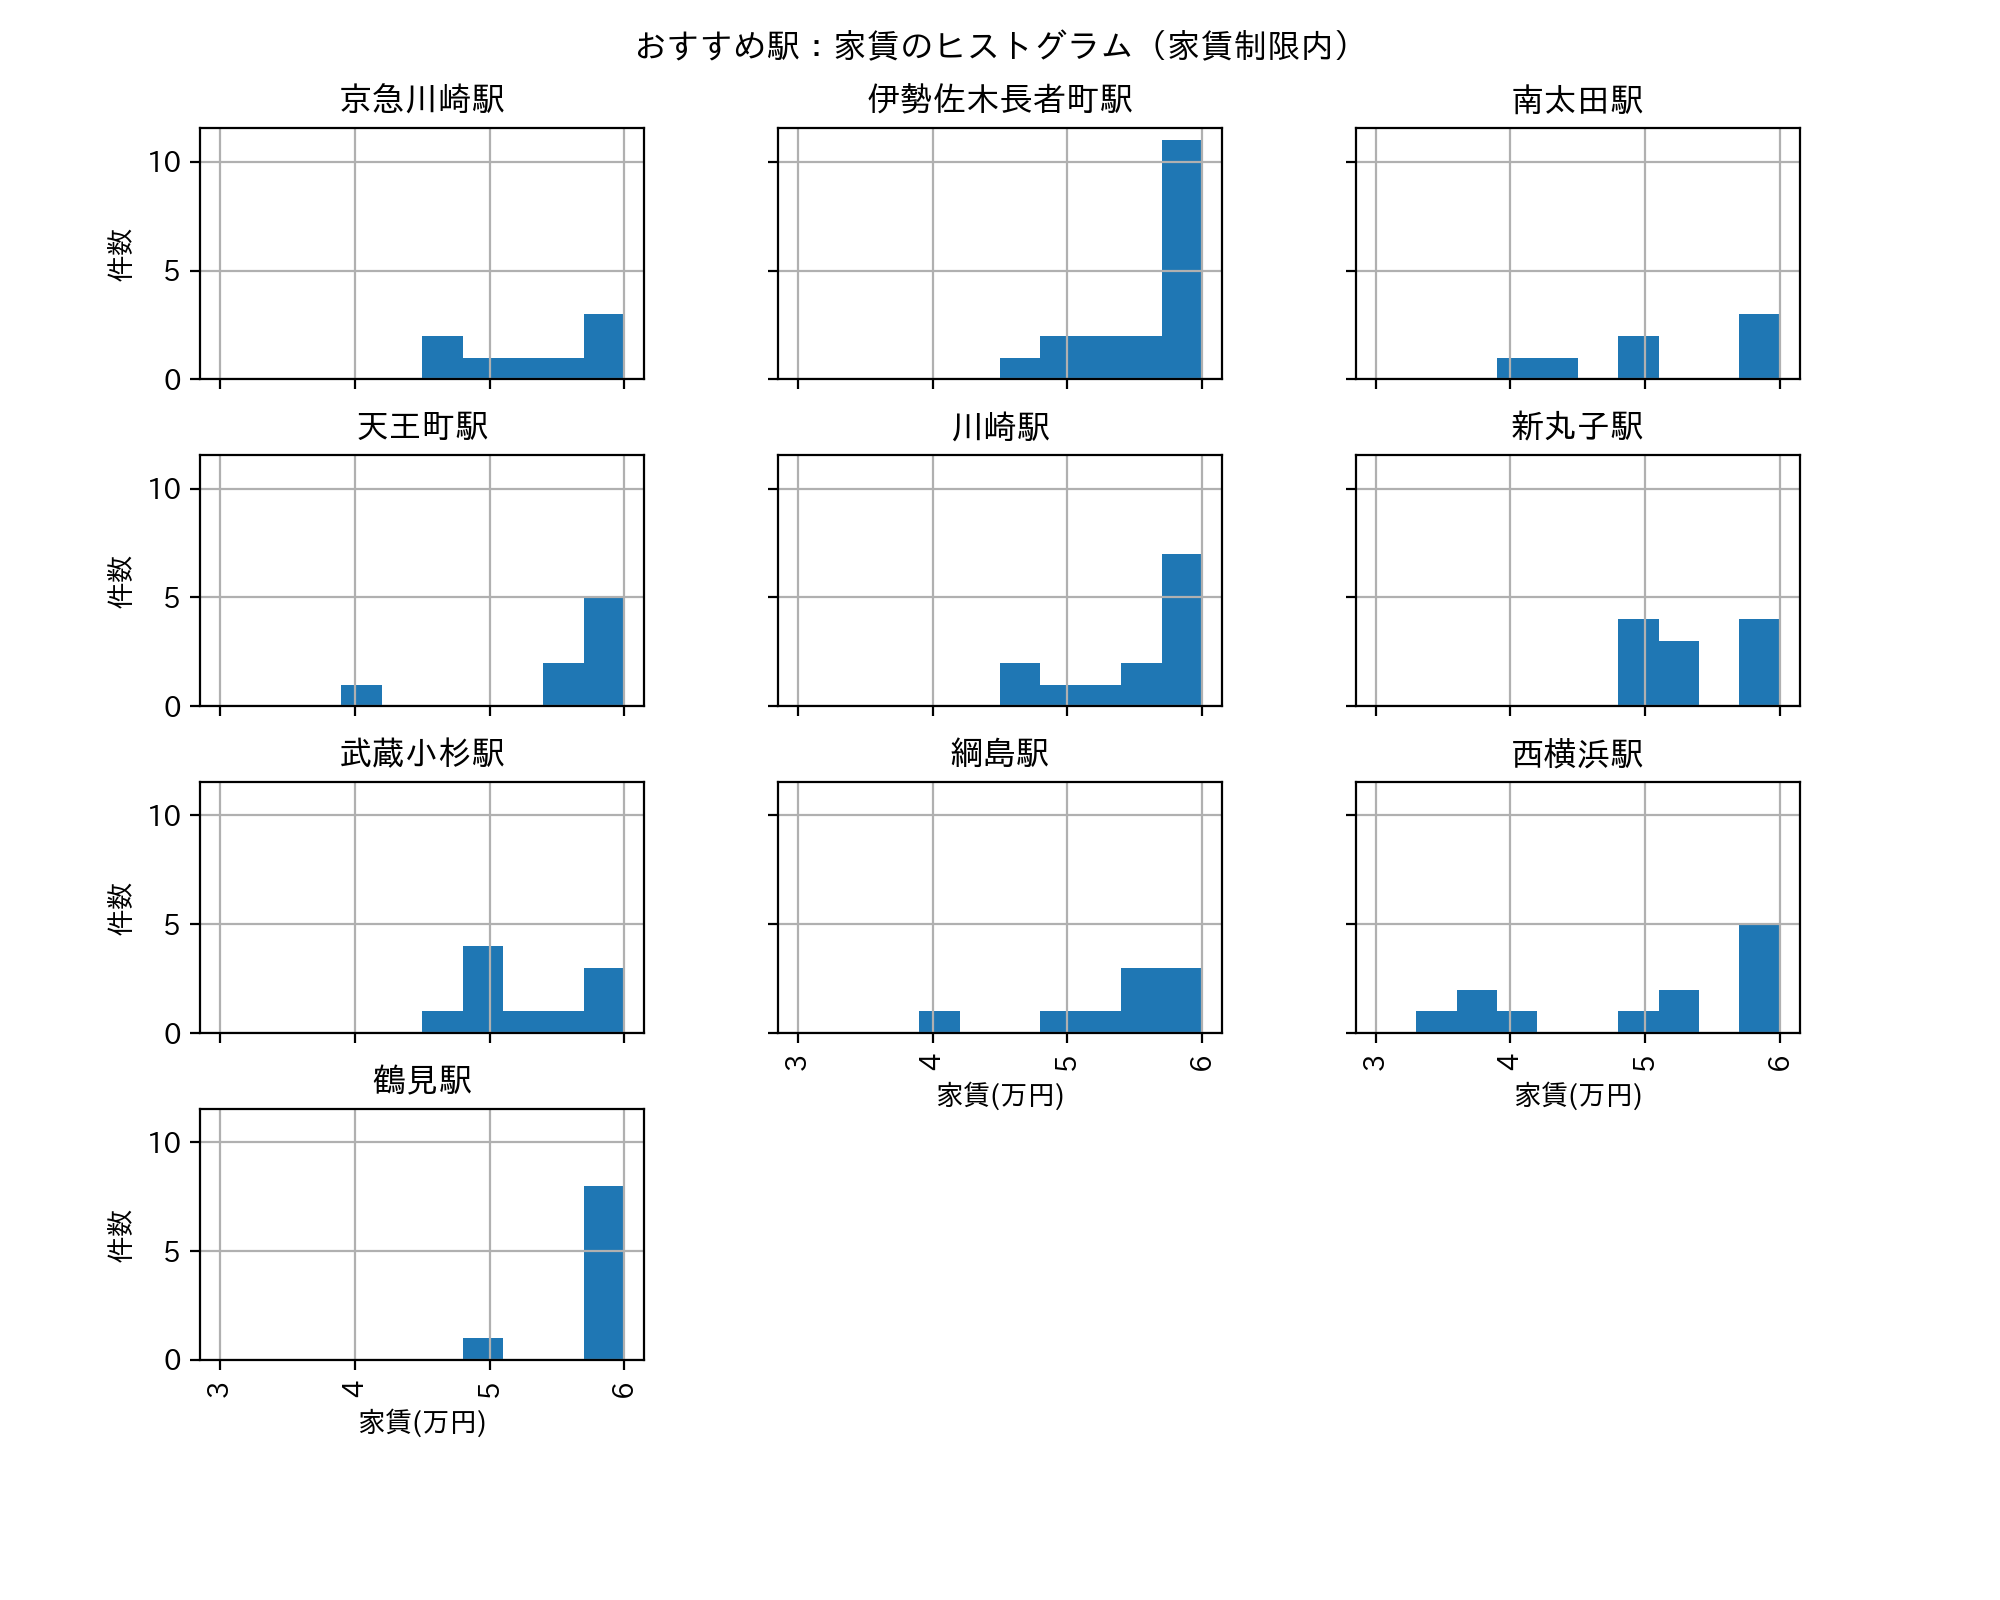 おすすめ駅：家賃のヒストグラム（家賃制限内）
京急川崎駅
伊勢佐木長者町駅
南太田駅
件数
10
5
0
天王町駅
川崎駅
新丸子駅
件数
10
5
0
武蔵小杉駅
綱島駅
西横浜駅
件数
10
5
0
3 4 5 6
家賃(万円)
3 4 5 6
家賃(万円)
鶴見駅
件数
10
5
0
3 4 5 6
家賃(万円)